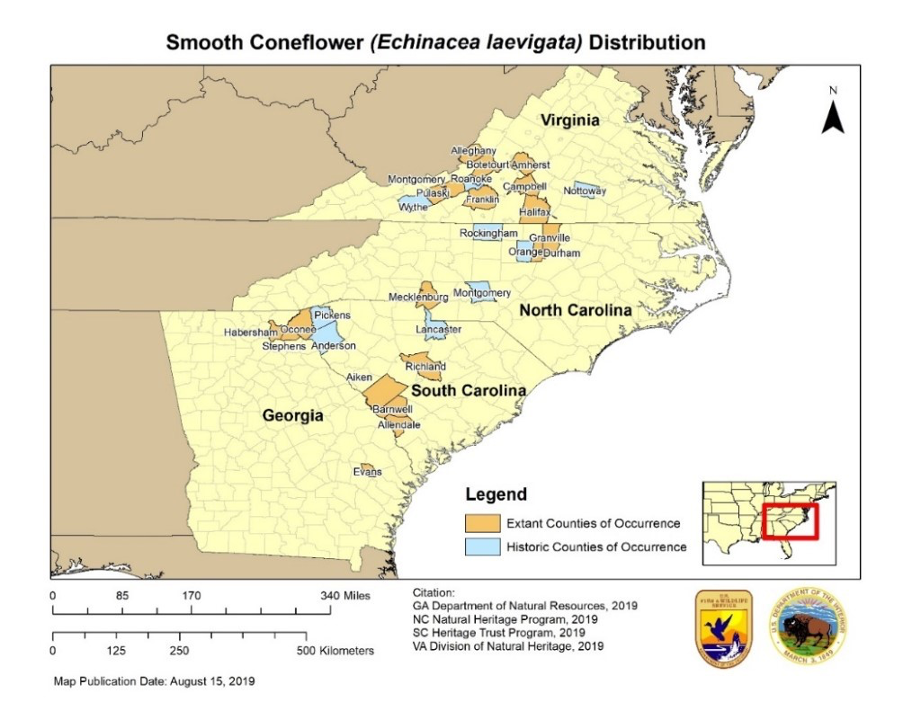 Smooth Coneflower (Echinacea laevigata) Distribution
N
Virginia
Alleghany
Botetourt Amherst
Montgomery Roanoke
Pulaski Campbell Nottoway
Wythe Franklin
Halifax
Rockingham Granville
Orange Durham
Mecklenburg Montgomery
North Carolina
Pickens
Habersham Oconee Lancaster
Stephens Anderson
Richland
Aiken
South Carolina
Barnwell
Georgia
Allendale
Evans
Legend
Extant Counties of Occurrence
Historic Counties of Occurrence
0 85 170 340 Miles
0 125 250 500 Kilometers
Citation:
GA Department of Natural Resources, 2019
NC Natural Heritage Program, 2019
SC Heritage Trust Program, 2019
VA Division of Natural Heritage, 2019
U.S.
FISH & WILDLIFE
SERVICE
U.S. DEPARTMENT OF THE INTERIOR
MARCH 3, 1849
Map Publication Date: August 15, 2019